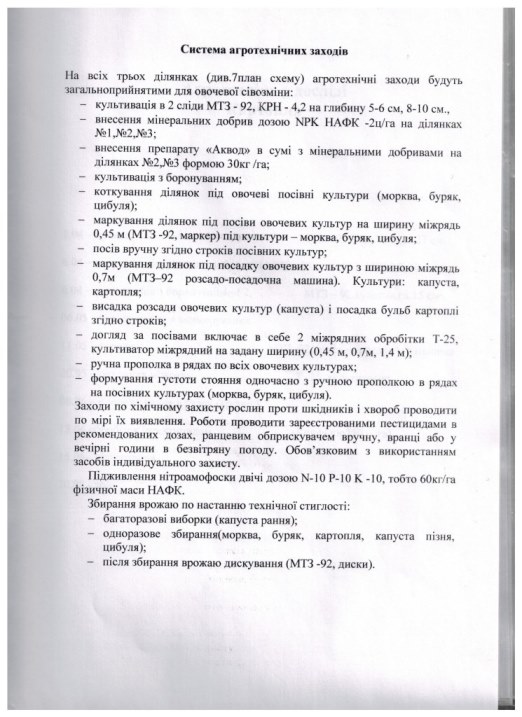 Система агротехнічних заходів
На всіх трьох ділянках (див.7план схему) агротехнічні заходи будуть
загальноприйнятими для овочевої сівозміни:
– культивація в 2 сліди МТЗ - 92, КРН - 4,2 на глибину 5-6 см, 8-10 см.,
– внесення мінеральних добрив дозою NPK НАФК -2ц/га на ділянках
№1,№2,№3;
– внесення препарату «Аквод» в сумі з мінеральними добривами на
ділянках №2,№3 формою 30кг /га;
– культивація з боронуванням;
– коткування ділянок під овочеві посівні культури (морква, буряк,
цибуля);
– маркування ділянок під посіви овочевих культур на ширину міжрядь
0,45 м (МТЗ -92, маркер) під культури – морква, буряк, цибуля;
– посів вручну згідно строків посівних культур;
– маркування ділянок під посадку овочевих культур з шириною міжрядь
0,7м (МТЗ–92 розсадо-посадочна машина). Культури: капуста,
картопля;
– висадка розсади овочевих культур (капуста) і посадка бульб картоплі
згідно строків;
– догляд за посівами включає в себе 2 міжрядних обробітки Т-25,
культиватор міжрядний на задану ширину (0,45 м, 0,7м, 1,4 м);
– ручна прополка в рядах по всіх овочевих культурах;
– формування густоти стояння одночасно з ручною прополкою в рядах
на посівних культурах (морква, буряк, цибуля).
Заходи по хімічному захисту рослин проти шкідників і хвороб проводити
по мірі їх виявлення. Роботи проводити зареєстрованими пестицидами в
рекомендованих дозах, ранцевим обприскувачем вручну, вранці або у
вечірні години в безвітряну погоду. Обов’язковим з використанням
засобів індивідуального захисту.
Підживлення нітроамофоски двічі дозою N-10 P-10 K -10, тобто 60кг/га
фізичної маси НАФК.
Збирання врожаю по настанню технічної стиглості:
– багаторазові виборки (капуста рання);
– одноразове збирання(морква, буряк, картопля, капуста пізня,
цибуля);
– після збирання врожаю дискування (МТЗ -92, диски).